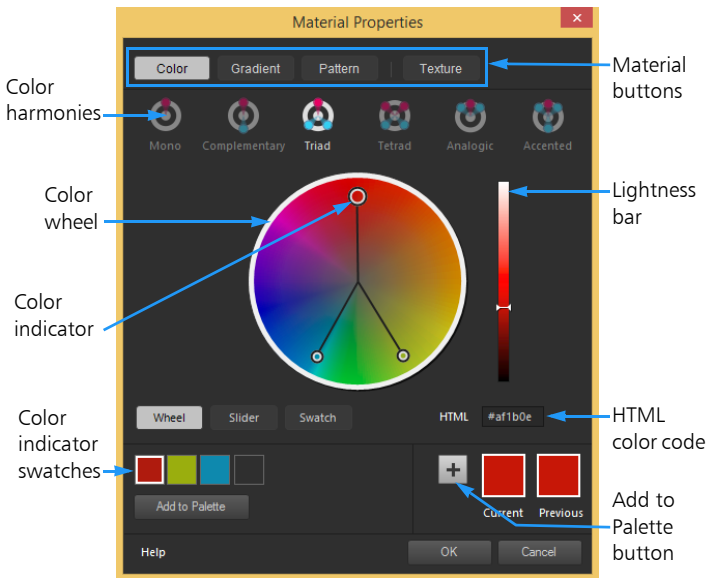 Material Properties
Color Gradient Pattern Texture
Material
buttons
Color
harmonies
Mono Complementary Triad Tetrad Analogic Accented
Color
wheel
Lightness
bar
Color
indicator
Wheel Slider Swatch HTML #af1b0e
HTML
color code
Color
indicator
swatches
Add to Palette
Current Previous
Add to
Palette
button
Help OK Cancel